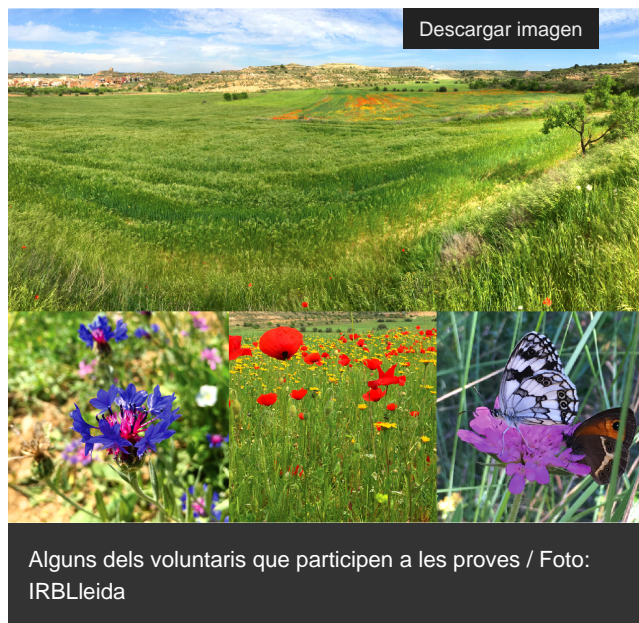 Descargar imagen
Alguns dels voluntaris que participen a les proves / Foto:
IRBLleida